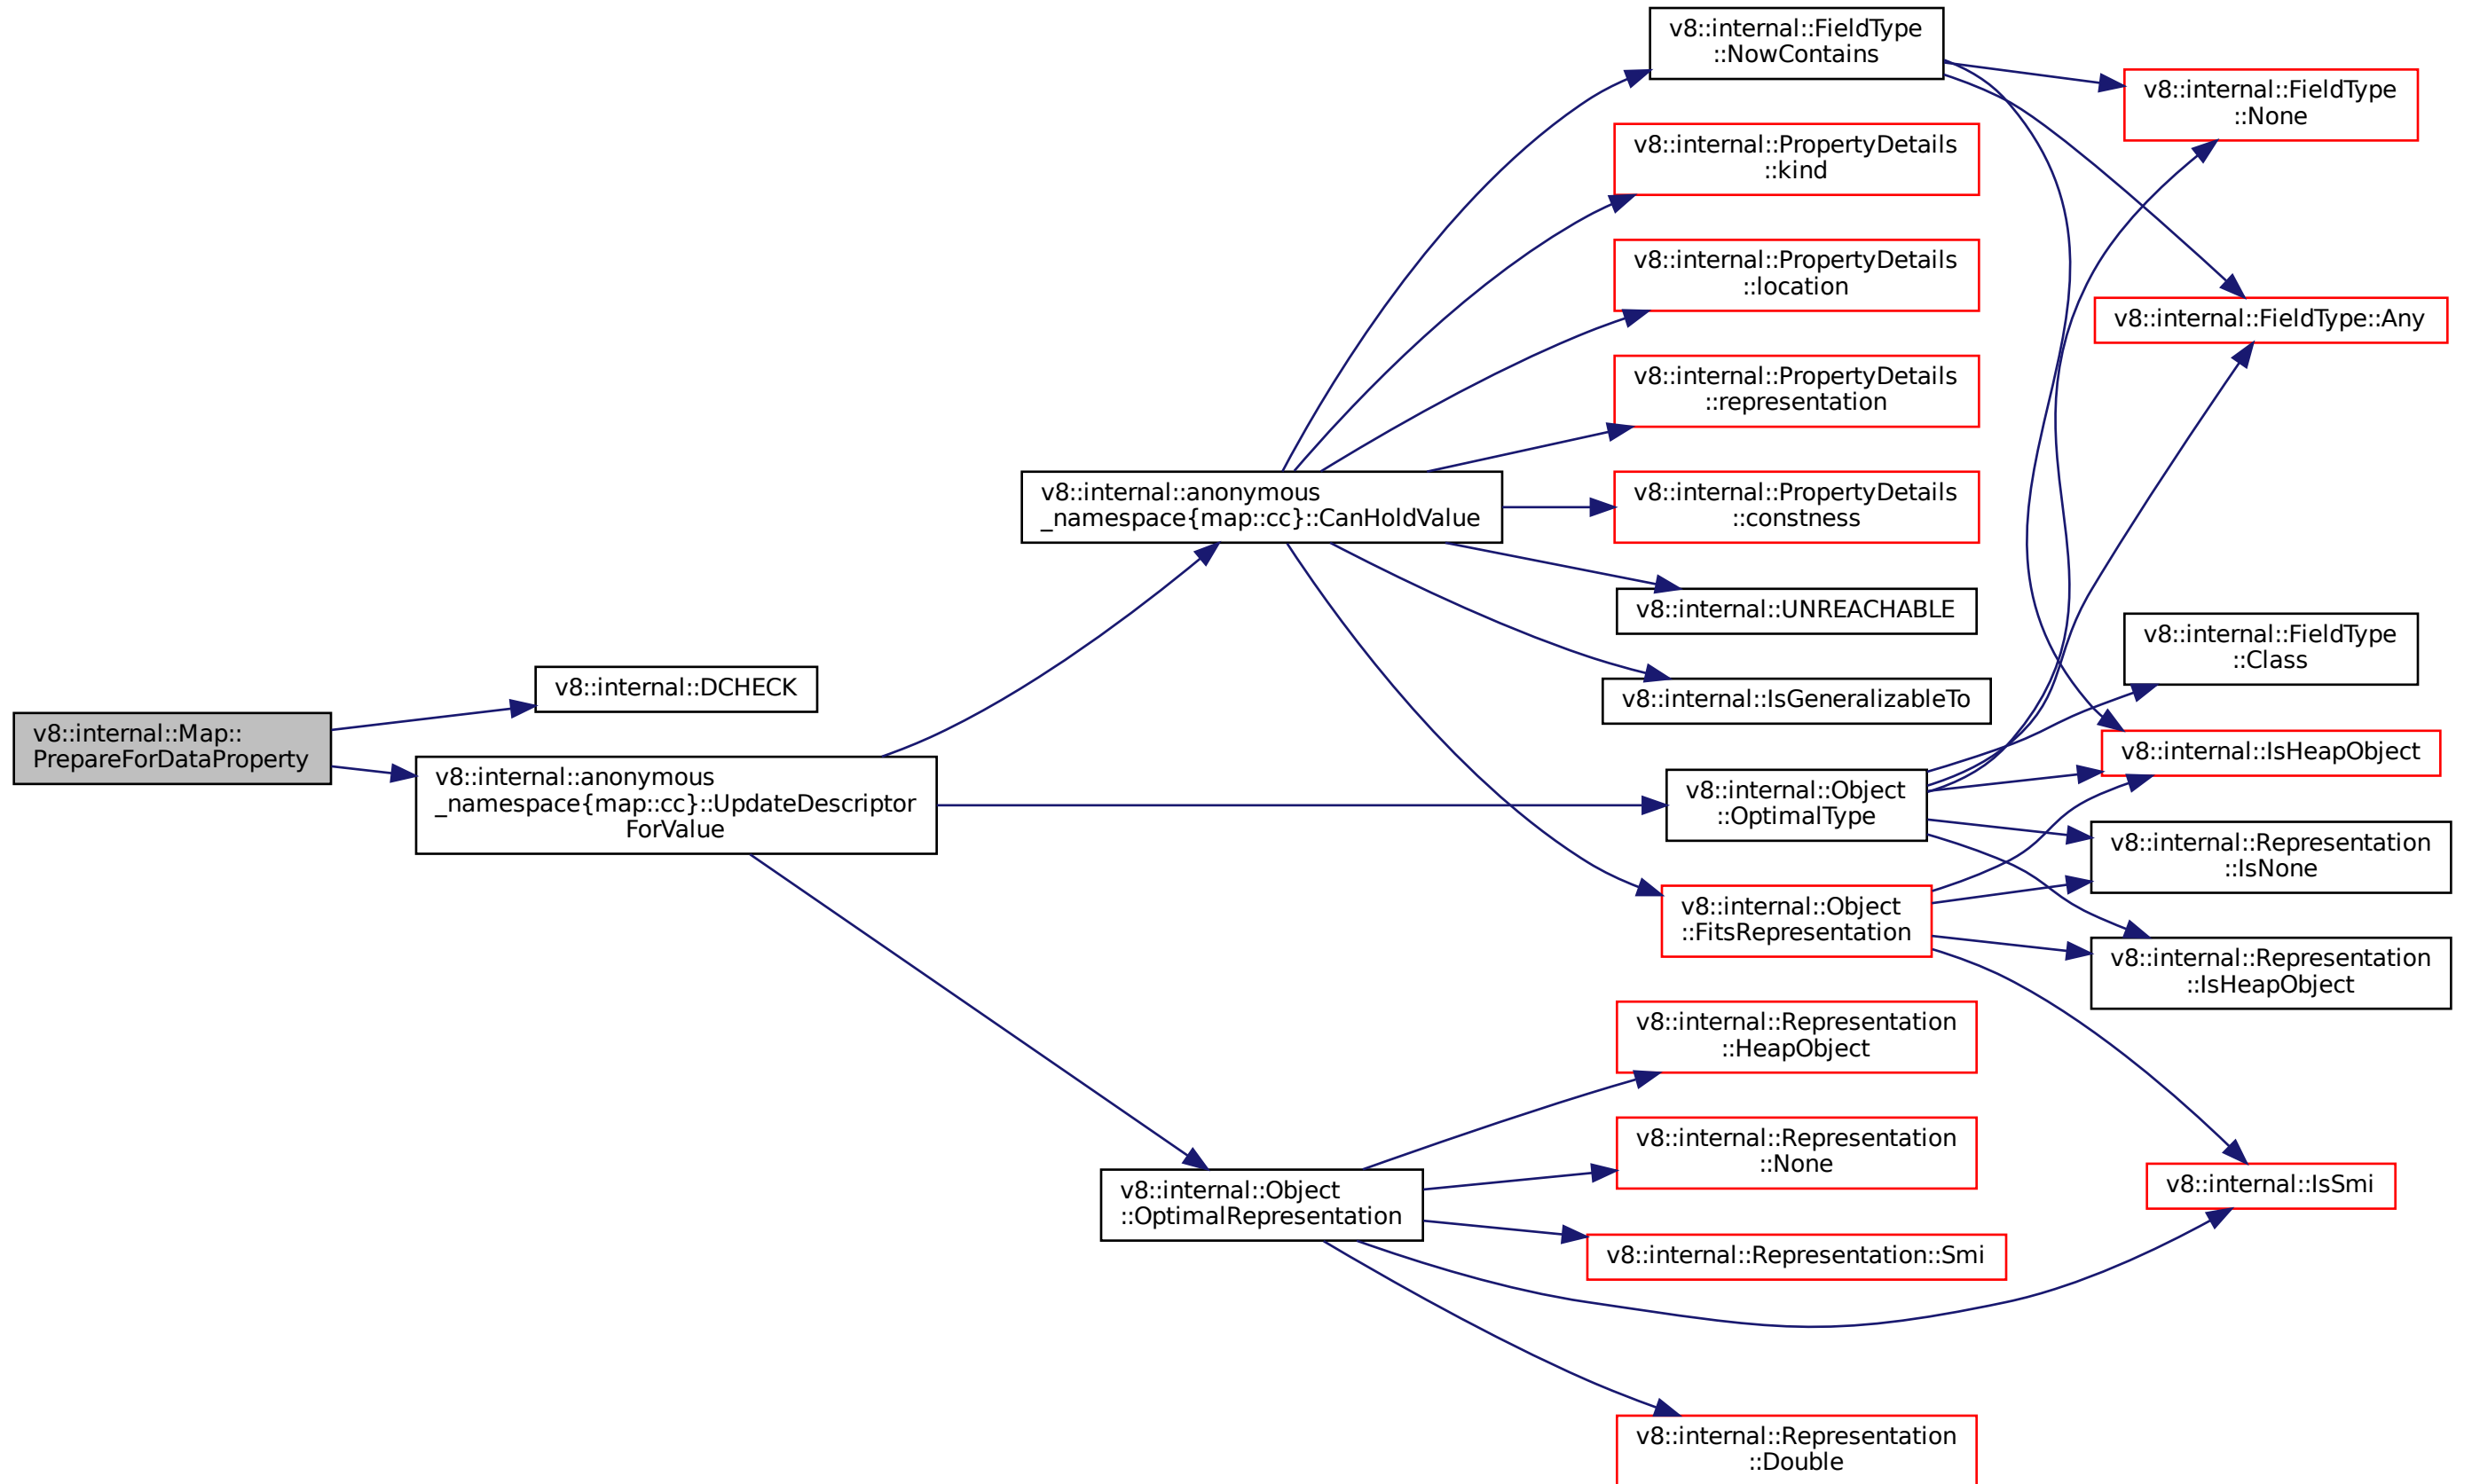 v8::internal::Map::
PrepareForDataProperty
v8::internal::DCHECK
v8::internal::anonymous
_namespace{map::cc}::UpdateDescriptor
ForValue
v8::internal::anonymous
_namespace{map::cc}::CanHoldValue
v8::internal::Object
::OptimalRepresentation
v8::internal::FieldType
::NowContains
v8::internal::PropertyDetails
::kind
v8::internal::PropertyDetails
::location
v8::internal::PropertyDetails
::representation
v8::internal::PropertyDetails
::constness
v8::internal::UNREACHABLE
v8::internal::IsGeneralizableTo
v8::internal::Object
::OptimalType
v8::internal::Object
::FitsRepresentation
v8::internal::Representation
::HeapObject
v8::internal::Representation
::None
v8::internal::Representation::Smi
v8::internal::Representation
::Double
v8::internal::FieldType
::None
v8::internal::FieldType::Any
v8::internal::FieldType
::Class
v8::internal::IsHeapObject
v8::internal::Representation
::IsNone
v8::internal::Representation
::IsHeapObject
v8::internal::IsSmi